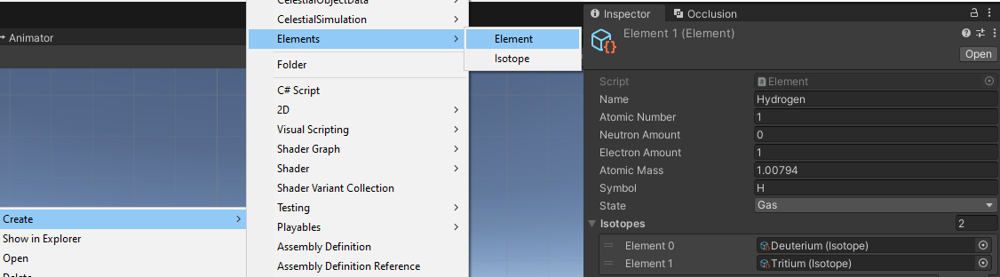 Animator
Create
Show in Explorer
Open
CelestialObjectData
CelestialSimulation
Elements
Folder
C# Script
2D
Visual Scripting
Shader Graph
Shader
Shader Variant Collection
Testing
Playables
Assembly Definition
Assembly Definition Reference
Element
Isotope
Inspector
Occlusion
Element 1 (Element)
Open
Script Element
Name Hydrogen
Atomic Number 1
Neutron Amount 0
Electron Amount 1
Atomic Mass 1.00794
Symbol H
State Gas
Isotopes 2
Element 0 Deuterium (Isotope)
Element 1 Tritium (Isotope)